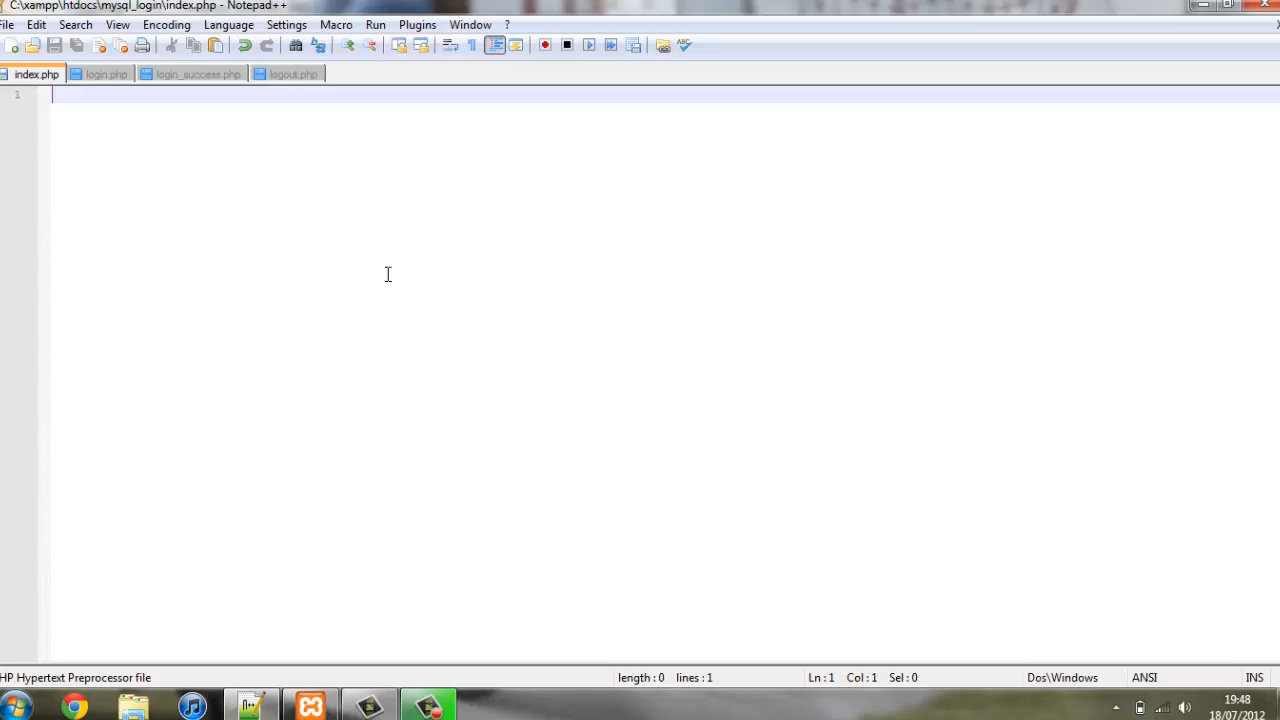 C:\xampp\htdocs\mysql_login\index.php - Notepad++
File Edit Search View Encoding Language Settings Macro Run Plugins Window ?
index.php login.php login_success.php logout.php
1
HP Hypertext Preprocessor file length : 0 lines : 1 Ln : 1 Col : 1 Sel : 0 Dos\Windows ANSI INS
19:48
18/07/2012